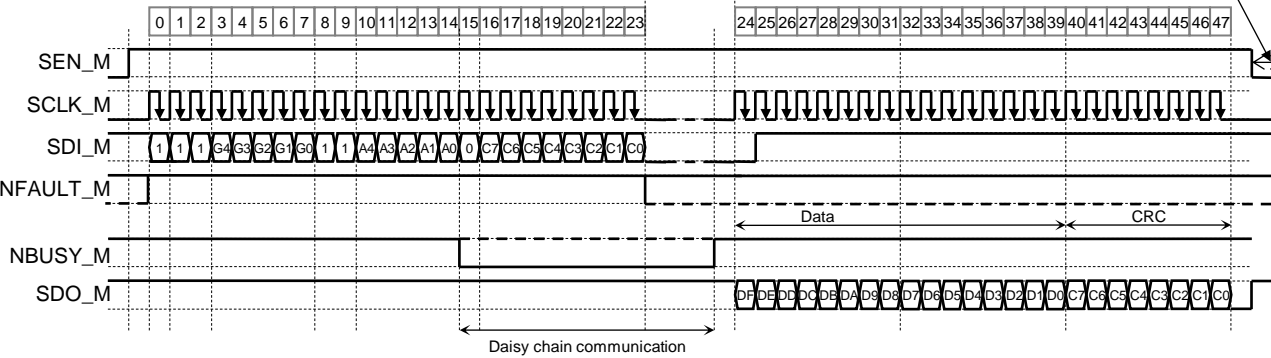 0 1 2 3 4 5 6 7 8 9 10 11 12 13 14 15 16 17 18 19 20 21 22 23 24 25 26 27 28 29 30 31 32 33 34 35 36 37 38 39 40 41 42 43 44 45 46 47
SEN_M
SCLK_M
SDI_M 1 1 1 G4 G3 G2 G1 G0 1 1 A4 A3 A2 A1 A0 0 C7 C6 C5 C4 C3 C2 C1 C0
NFAULT_M
Data CRC
NBUSY_M
SDO_M DF DE DD DC DB DA D9 D8 D7 D6 D5 D4 D3 D2 D1 D0 C7 C6 C5 C4 C3 C2 C1 C0
Daisy chain communication